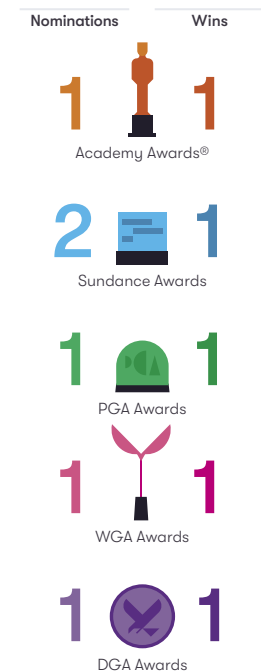 Nominations Wins
1 1
Academy Awards®
2 1
Sundance Awards
1 PGA 1
PGA Awards
1 1
WGA Awards
1 1
DGA Awards